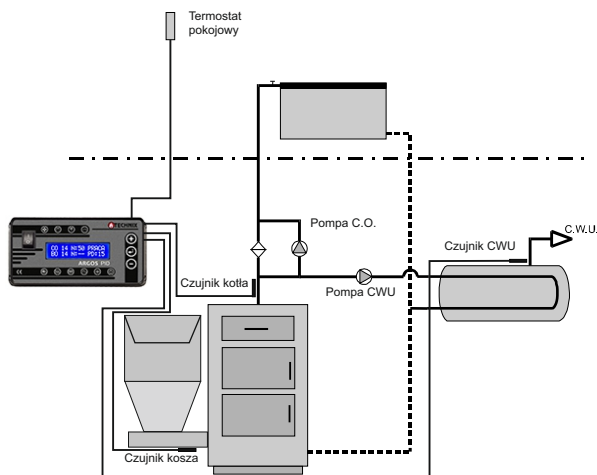 Termostat
pokojowy
Pompa C.O.
C.W.U.
Czujnik CWU
TECHNIX
CO 14 N:50 PRACA
BO 14 N:-- PD:15
ARGOS PID
Czujnik kotła
Pompa CWU
Czujnik kosza